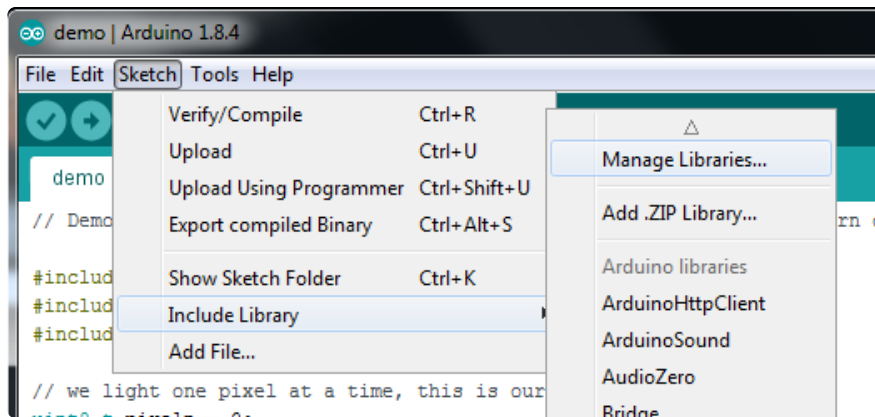 demo | Arduino 1.8.4
File Edit Sketch Tools Help
Verify/Compile Ctrl+R
Upload Ctrl+U
Upload Using Programmer Ctrl+Shift+U
Export compiled Binary Ctrl+Alt+S
Show Sketch Folder Ctrl+K
Include Library
Add File...
Manage Libraries...
Add .ZIP Library...
Arduino libraries
ArduinoHttpClient
ArduinoSound
AudioZero
Bridge
demo
// Demo
#includ
#includ
#includ
// we light one pixel at a time, this is our